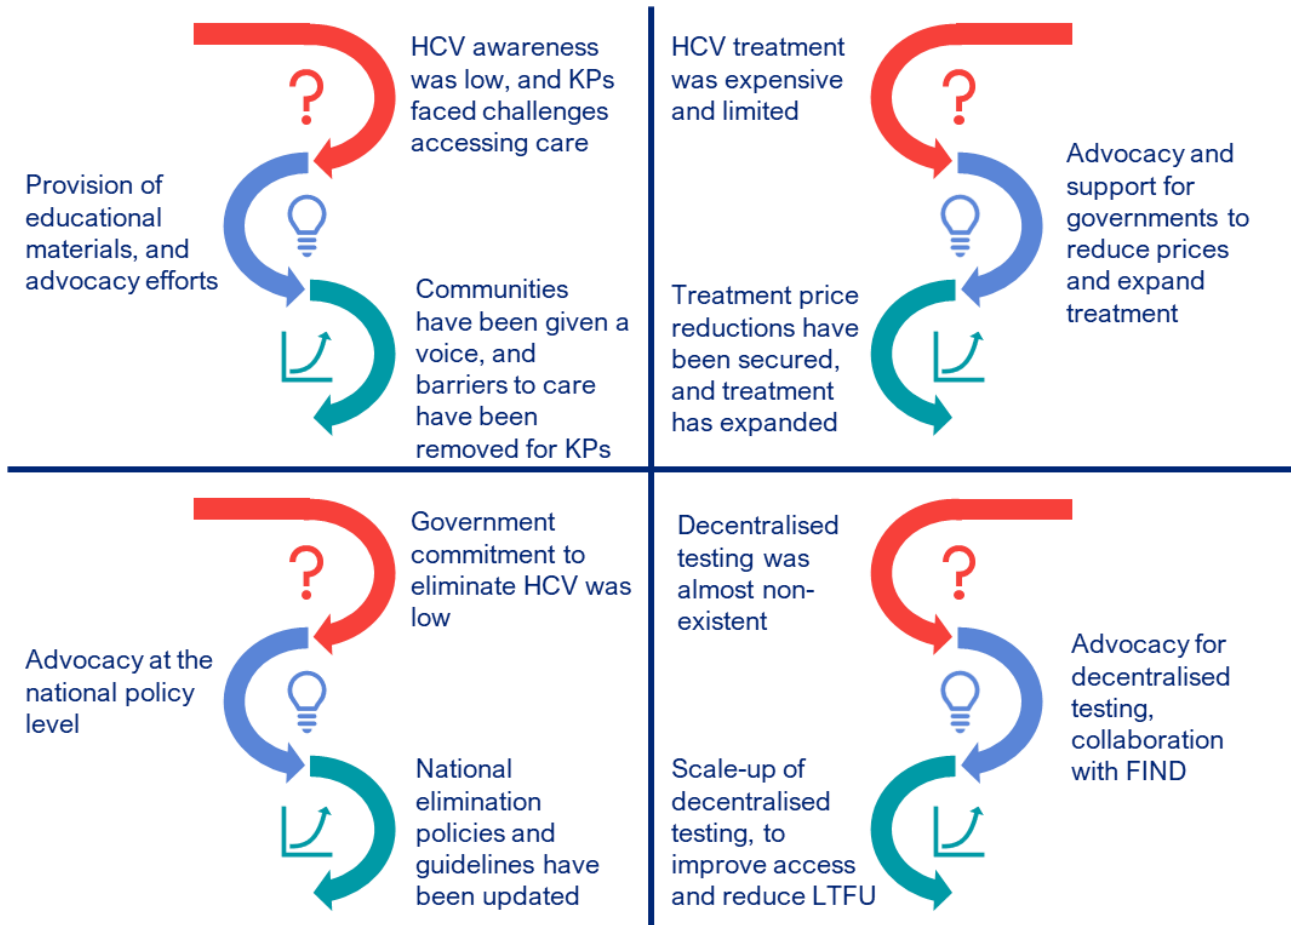 HCV awareness
was low, and KPs
faced challenges
accessing care
Provision of
educational
materials, and
advocacy efforts
Communities
have been given a
voice, and
barriers to care
have been
removed for KPs
HCV treatment
was expensive
and limited
Advocacy and
support for
governments to
reduce prices
and expand
treatment
Treatment price
reductions have
been secured,
and treatment
has expanded
Government
commitment to
eliminate HCV was
low
Advocacy at the
national policy
level
National
elimination
policies and
guidelines have
been updated
Decentralised
testing was
almost non-
existent
Advocacy for
decentralised
testing,
collaboration
with FIND
Scale-up of
decentralised
testing, to
improve access
and reduce LTFU